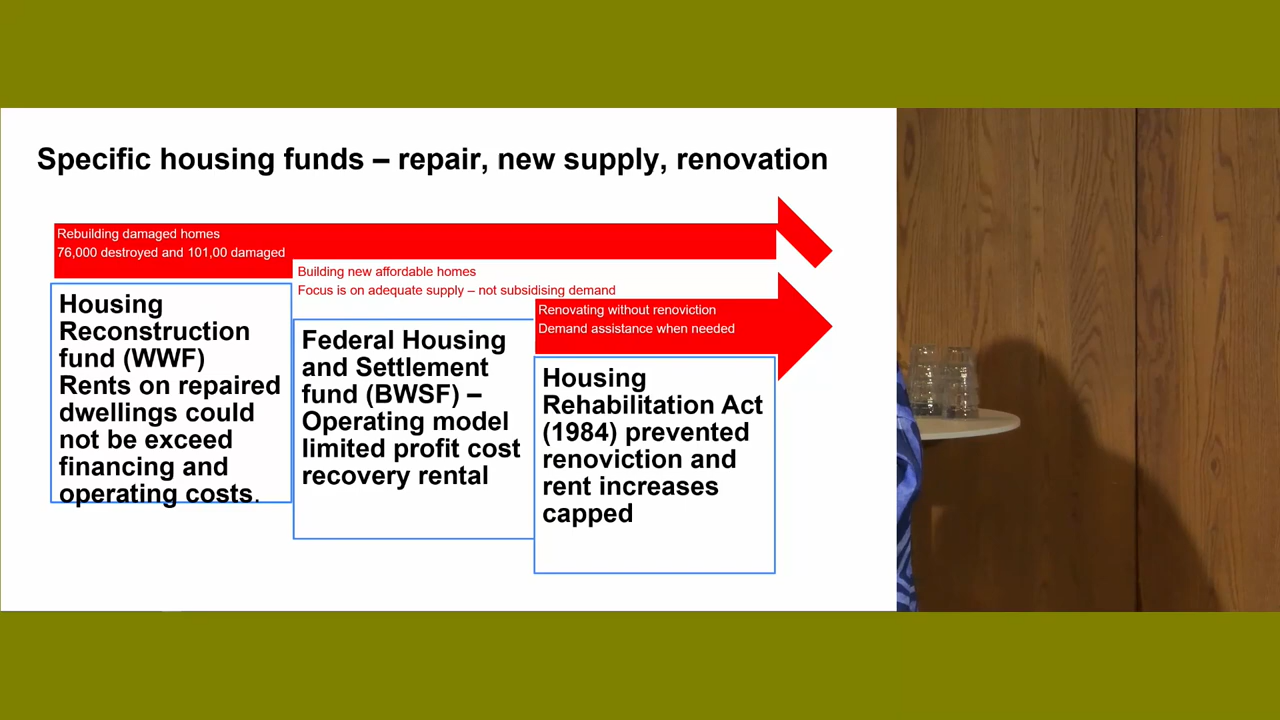 Specific housing funds – repair, new supply, renovation
Rebuilding damaged homes
76,000 destroyed and 101,00 damaged
Building new affordable homes
Focus is on adequate supply – not subsidising demand
Renovating without renoviction
Demand assistance when needed
Housing
Reconstruction
fund (WWF)
Rents on repaired
dwellings could
not be exceed
financing and
operating costs.
Federal Housing
and Settlement
fund (BWSF) –
Operating model
limited profit cost
recovery rental
Housing
Rehabilitation Act
(1984) prevented
renoviction and
rent increases
capped